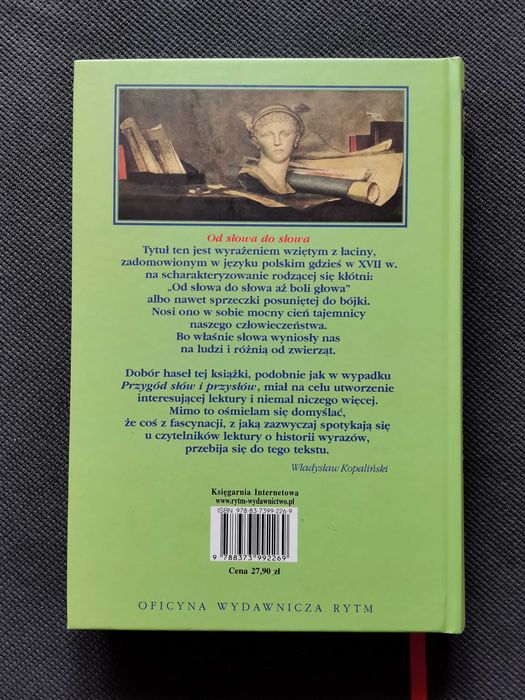 Od słowa do słowa
Tytuł ten jest wyrażeniem wziętym z łaciny,
zadomowionym w języku polskim gdzieś w XVII w.
na scharakteryzowanie rodzącej się kłótni:
„Od słowa do słowa aż boli głowa”
albo nawet sprzeczki posuniętej do bójki.
Nosi ono w sobie mocny cień tajemnicy
naszego człowieczeństwa.
Bo właśnie słowa wyniosły nas
na ludzi i różnią od zwierząt.
Dobór haseł tej książki, podobnie jak w wypadku
Przygód słów i przysłów, miał na celu utworzenie
interesującej lektury i niemal niczego więcej.
Mimo to ośmielam się domyślać,
że coś z fascynacji, z jaką zazwyczaj spotykają się
u czytelników lektury o historii wyrazów,
przebija się do tego tekstu.
Władysław Kopaliński
Księgarnia Internetowa
www.rytm-wydawnictwo.pl
ISBN 978-83-7399-226-9
9 788373 992269
Cena 27,90 zł
OFICYNA WYDAWNICZA RYTM